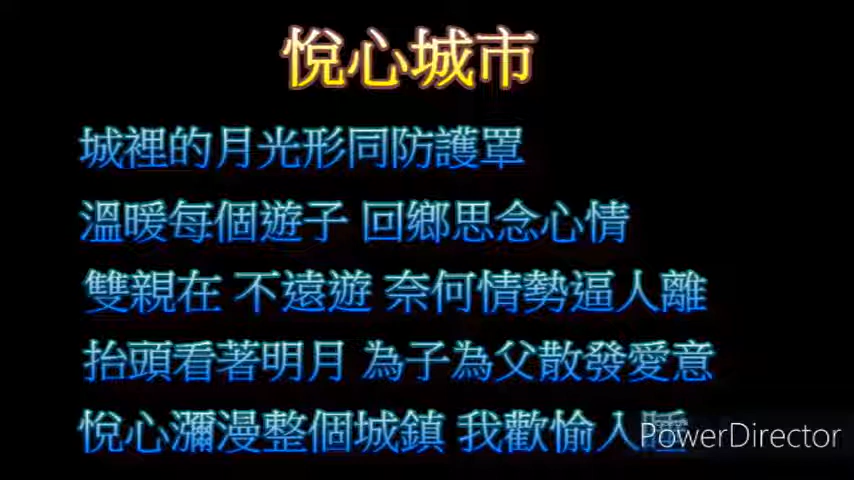 悅心城市
城裡的月光形同防護罩
溫暖每個遊子 回鄉思念心情
雙親在 不遠遊 奈何情勢逼人離
抬頭看著明月 為子為父散發愛意
悅心瀰漫整個城鎮 我歡愉入睡
PowerDirector